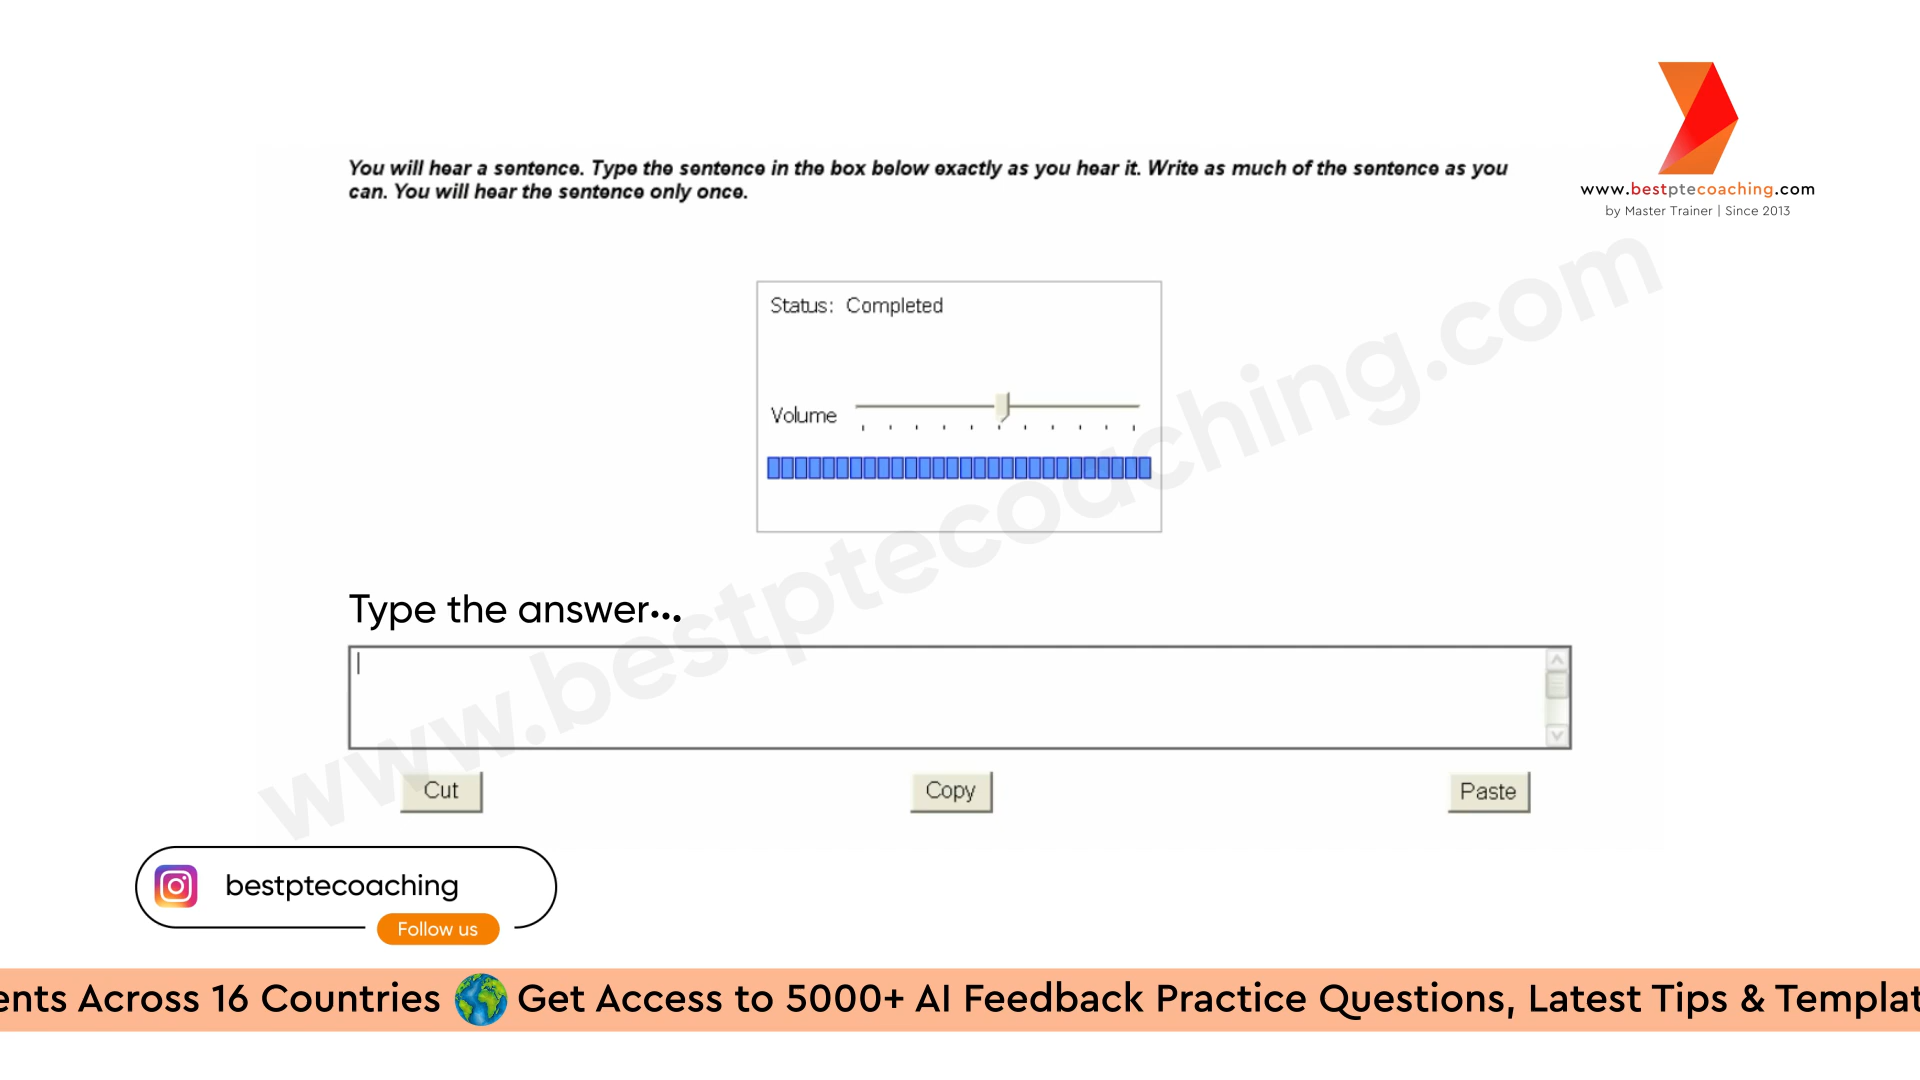 www.bestptecoaching.com
by Master Trainer | Since 2013
You will hear a sentence. Type the sentence in the box below exactly as you hear it. Write as much of the sentence as you
can. You will hear the sentence only once.
Status: Completed
Volume
www.bestptecoaching.com
Type the answer...
Cut
Copy
Paste
bestptecoaching
Follow us
ents Across 16 Countries Get Access to 5000+ AI Feedback Practice Questions, Latest Tips & Templat